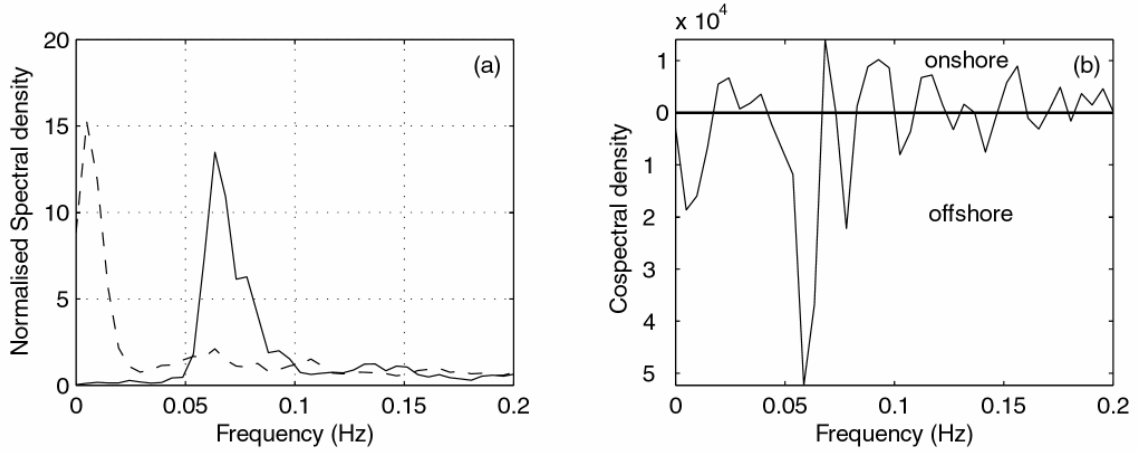 20
15
10
5
0
0
0.05
0.1
0.15
0.2
Normalised Spectral density
Frequency (Hz)
(a)
x 10⁴
1
0
1
2
3
4
5
0
0.05
0.1
0.15
0.2
Cospectral density
Frequency (Hz)
onshore
(b)
offshore